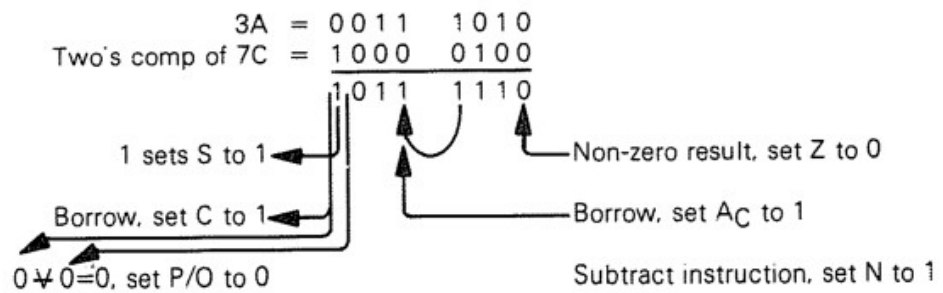 3A = 0011 1010
Two's comp of 7C = 1000 0100
1011 1110
1 sets S to 1
Non-zero result, set Z to 0
Borrow, set C to 1
Borrow, set AC to 1
0 ⊻ 0=0, set P/O to 0
Subtract instruction, set N to 1